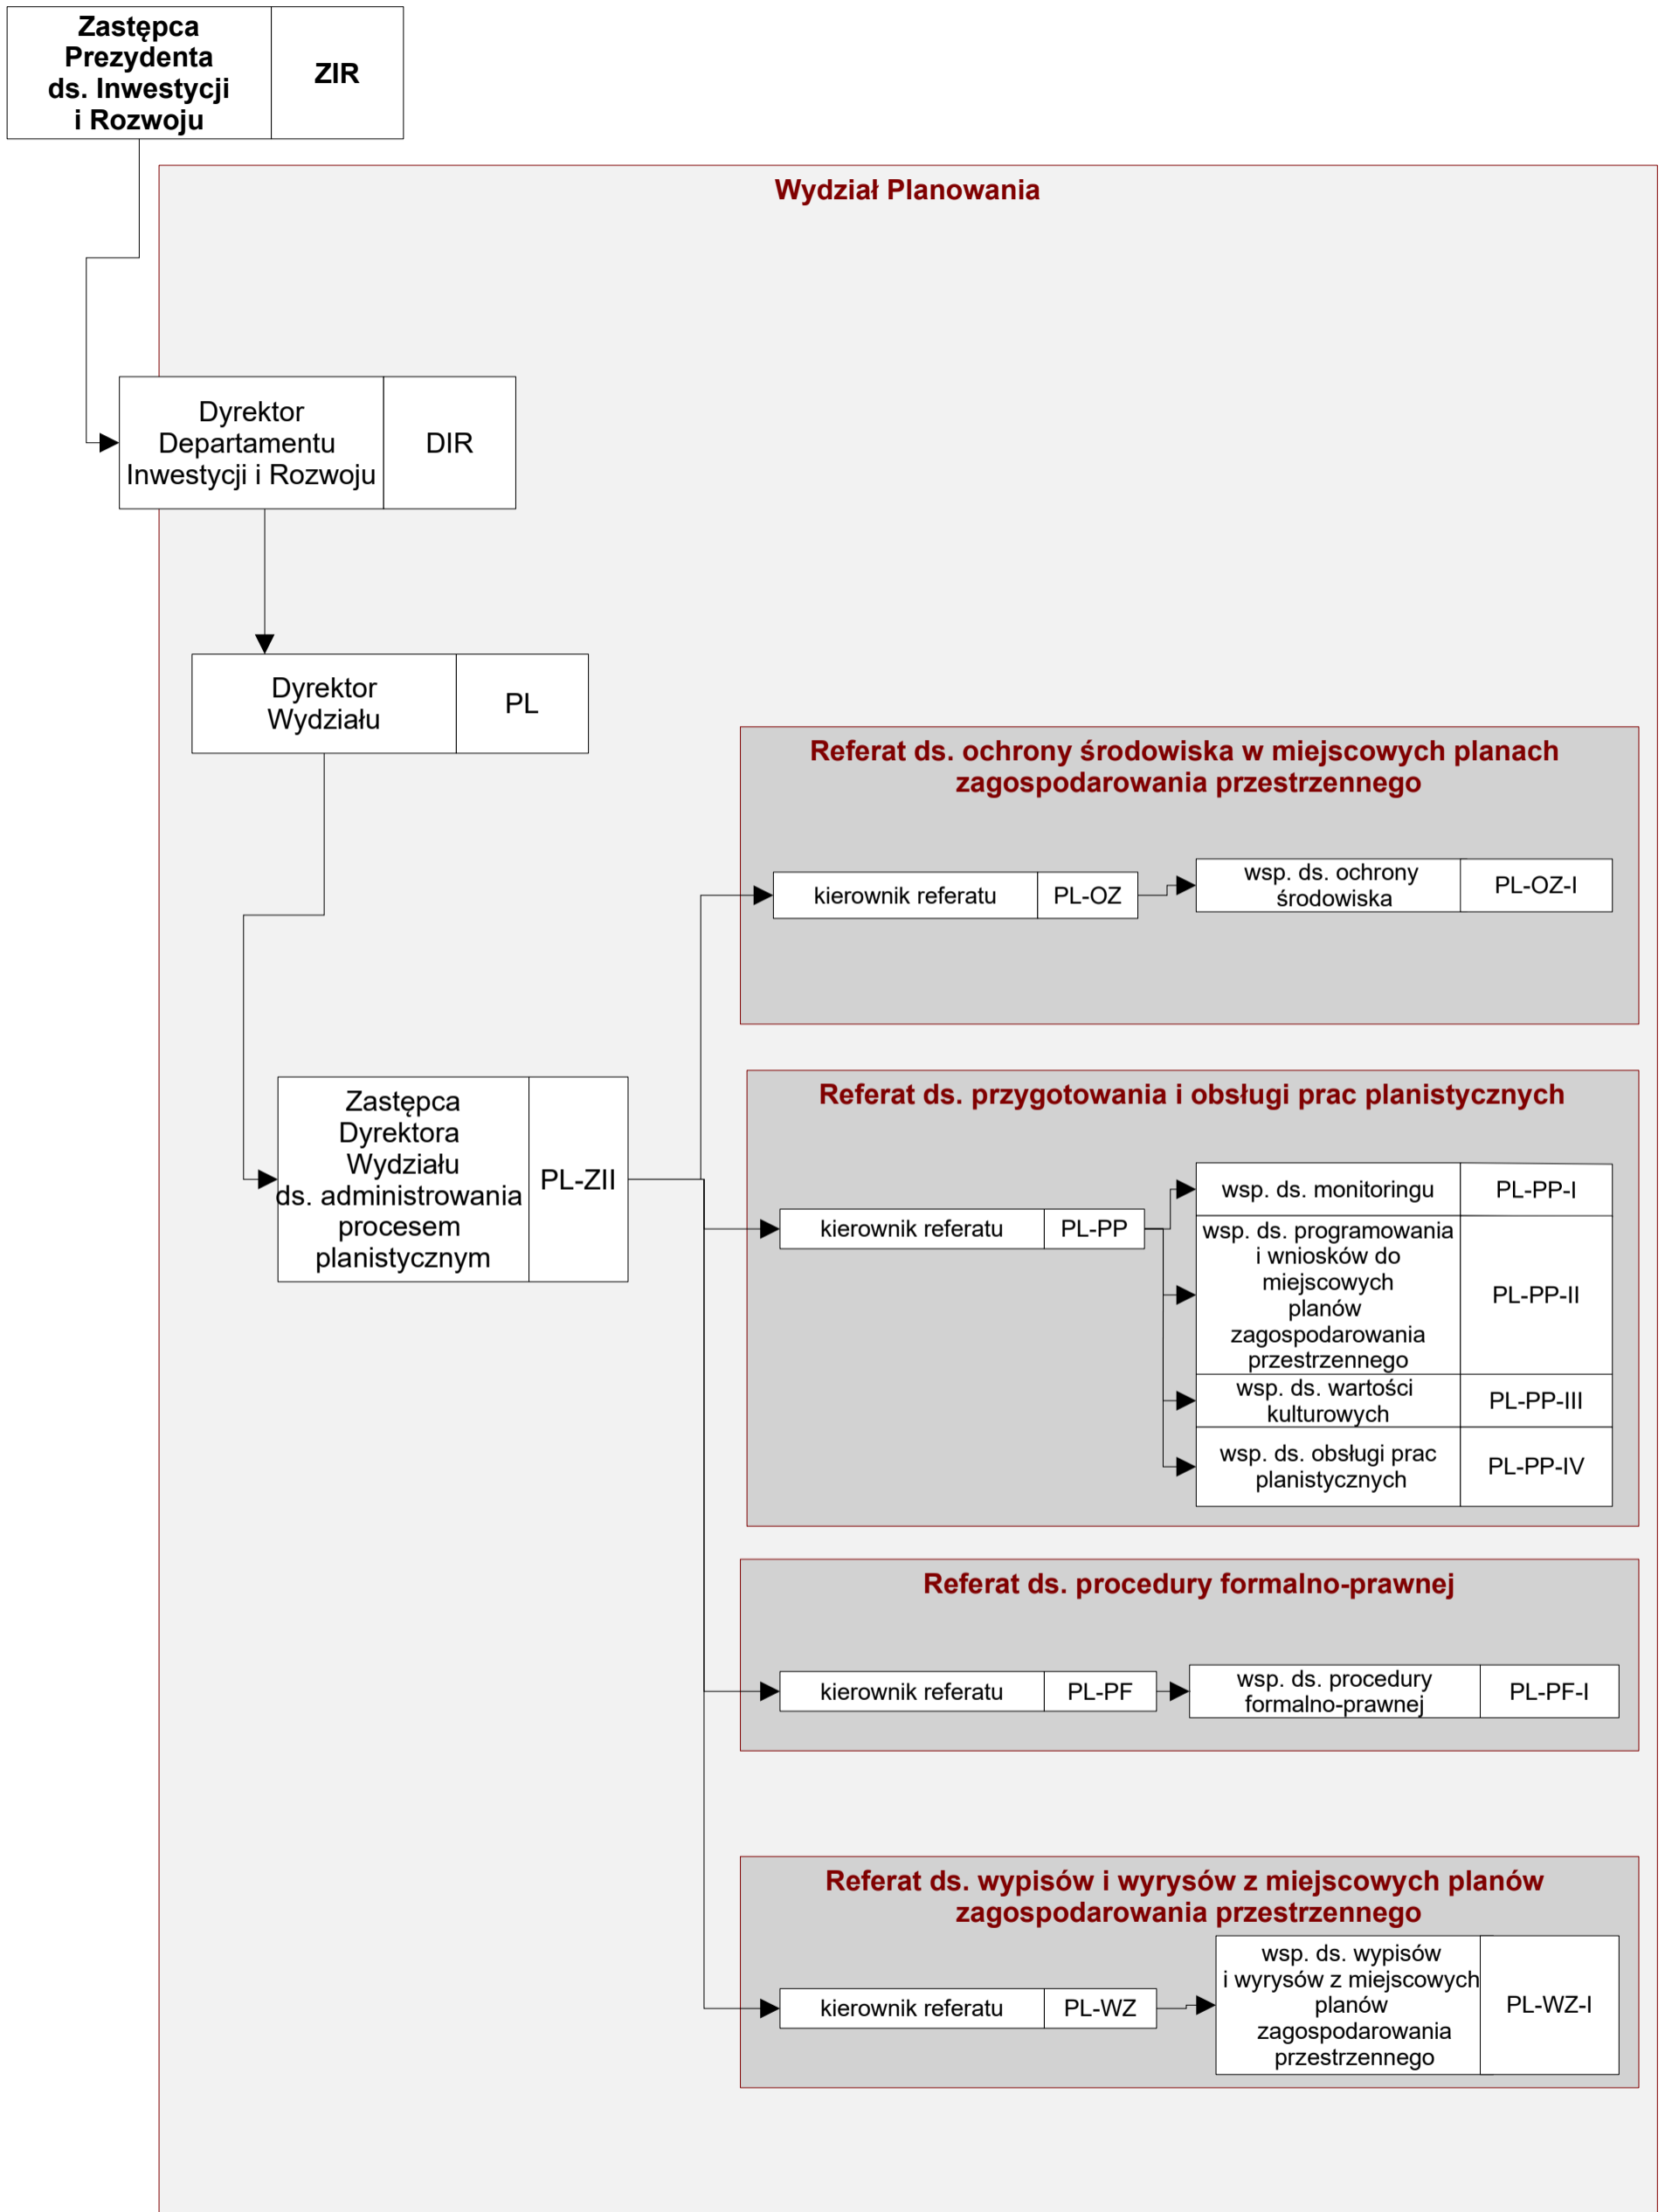 Zastępca
Prezydenta
ds. Inwestycji
i Rozwoju
ZIR
Wydział Planowania
Dyrektor
Departamentu
Inwestycji i Rozwoju
DIR
Dyrektor
Wydziału
PL
Zastępca
Dyrektora
Wydziału
ds. administrowania
procesem
planistycznym
PL-ZII
Referat ds. ochrony środowiska w miejscowych planach
zagospodarowania przestrzennego
kierownik referatu
PL-OZ
wsp. ds. ochrony
środowiska
PL-OZ-I
Referat ds. przygotowania i obsługi prac planistycznych
kierownik referatu
PL-PP
wsp. ds. monitoringu
PL-PP-I
wsp. ds. programowania
i wniosków do
miejscowych
planów
zagospodarowania
przestrzennego
PL-PP-II
wsp. ds. wartości
kulturowych
PL-PP-III
wsp. ds. obsługi prac
planistycznych
PL-PP-IV
Referat ds. procedury formalno-prawnej
kierownik referatu
PL-PF
wsp. ds. procedury
formalno-prawnej
PL-PF-I
Referat ds. wypisów i wyrysów z miejscowych planów
zagospodarowania przestrzennego
kierownik referatu
PL-WZ
wsp. ds. wypisów
i wyrysów z miejscowych
planów
zagospodarowania
przestrzennego
PL-WZ-I